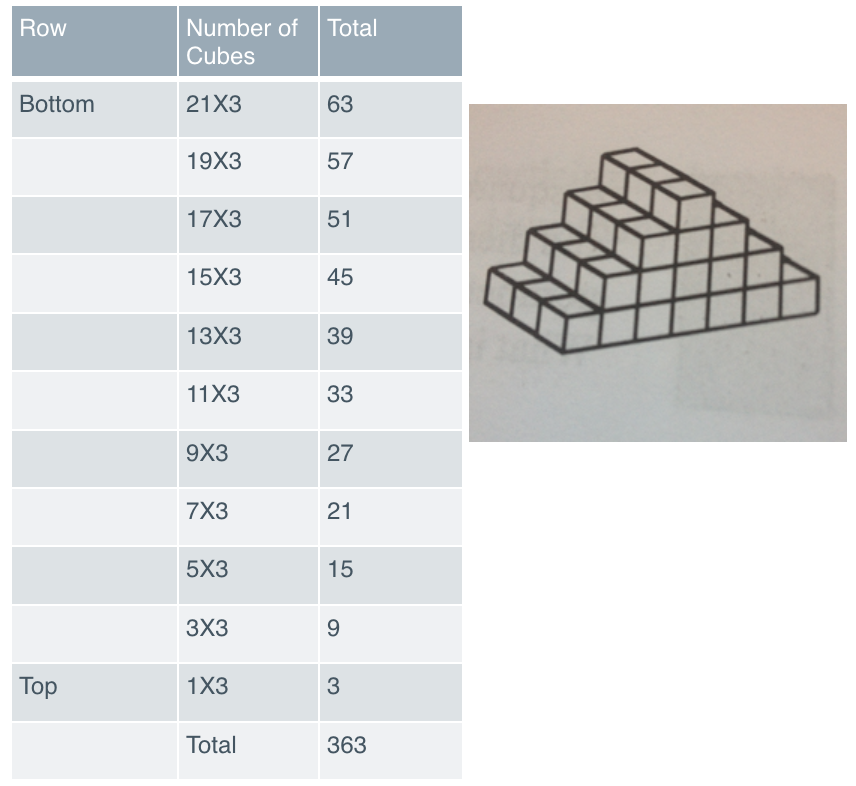 Row Number of Cubes Total
Bottom 21X3 63
19X3 57
17X3 51
15X3 45
13X3 39
11X3 33
9X3 27
7X3 21
5X3 15
3X3 9
Top 1X3 3
Total 363